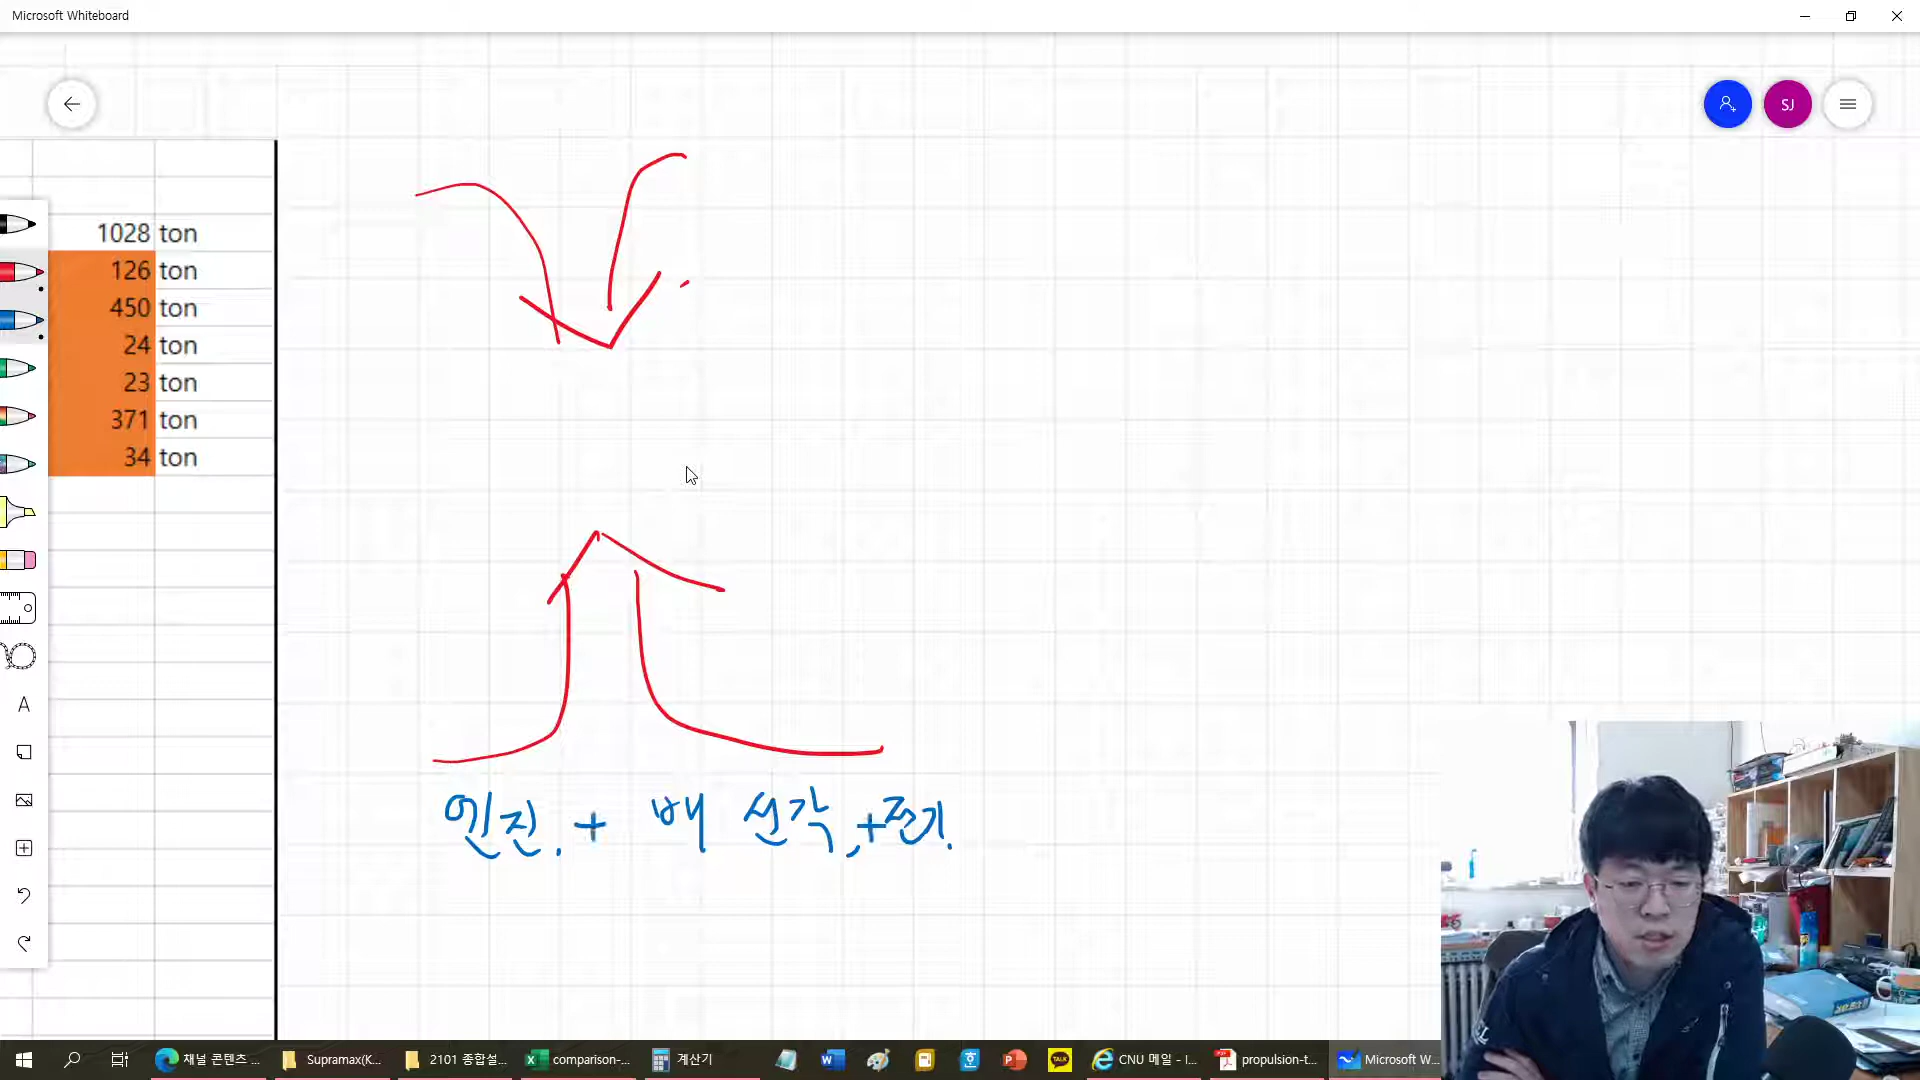 Microsoft Whiteboard
SJ
1028 ton
126 ton
450 ton
24 ton
23 ton
371 ton
34 ton
A
엔진. + 배 선각, +전기.
채널 콘텐츠 ...
Supramax(K...
2101 종합설...
comparison-...
계산기
TALK
CNU 메일 - I...
propulsion-t...
Microsoft W...